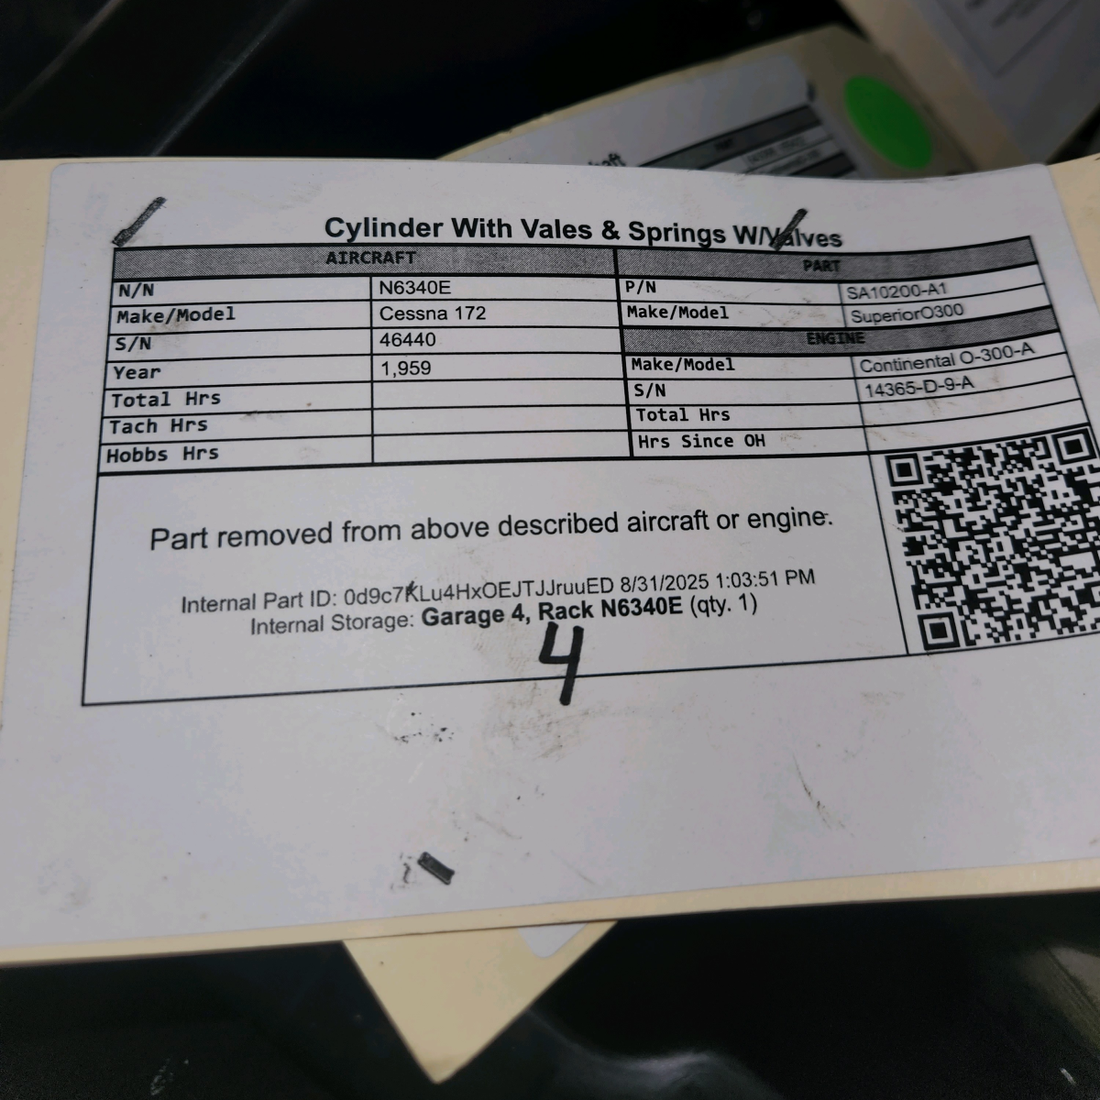 Cylinder With Vales & Springs W/Valves
AIRCRAFT
N/N N6340E
Make/Model Cessna 172
S/N 46440
Year 1,959
Total Hrs
Tach Hrs
Hobbs Hrs
PART
P/N SA10200-A1
Make/Model SuperiorO300
ENGINE
Make/Model Continental O-300-A
S/N 14365-D-9-A
Total Hrs
Hrs Since OH
Part removed from above described aircraft or engine.
Internal Part ID: 0d9c7KLu4HxOEJTJJruuED 8/31/2025 1:03:51 PM
Internal Storage: Garage 4, Rack N6340E (qty. 1)
4